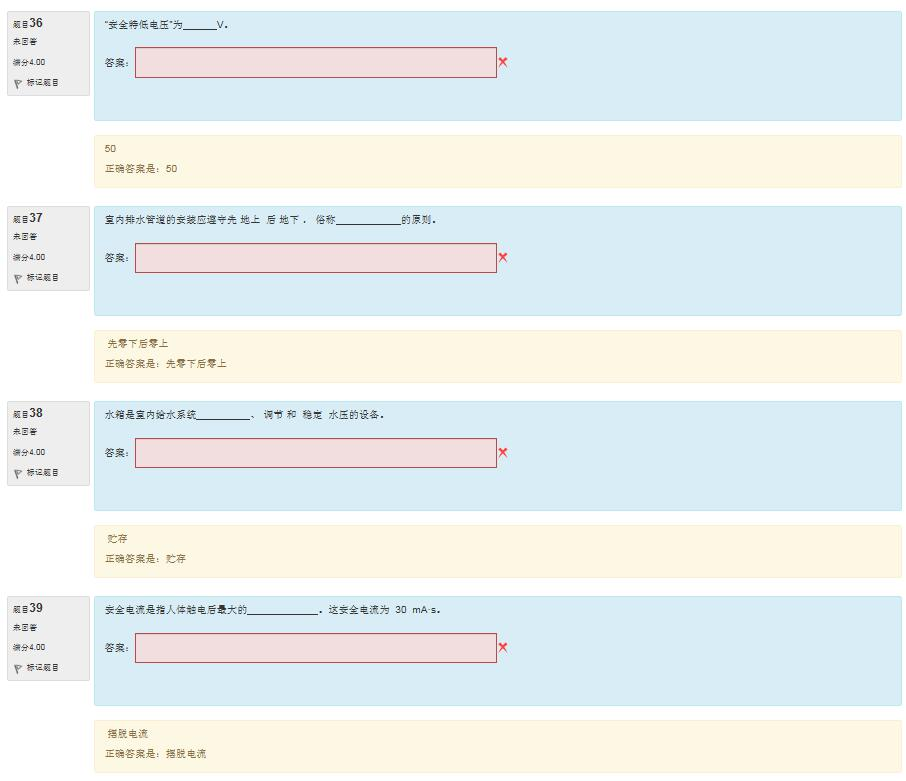 题目36
未回答
满分4.00
标记题目
“安全特低电压”为______V。
答案：
50
正确答案是：50
题目37
未回答
满分4.00
标记题目
室内排水管道的安装应遵守先 地上 后 地下 ， 俗称____________的原则。
答案：
先零下后零上
正确答案是：先零下后零上
题目38
未回答
满分4.00
标记题目
水箱是室内给水系统__________、 调节 和 稳定 水压的设备。
答案：
贮存
正确答案是：贮存
题目39
未回答
满分4.00
标记题目
安全电流是指人体触电后最大的_____________。这安全电流为 30 mA·s。
答案：
摆脱电流
正确答案是：摆脱电流